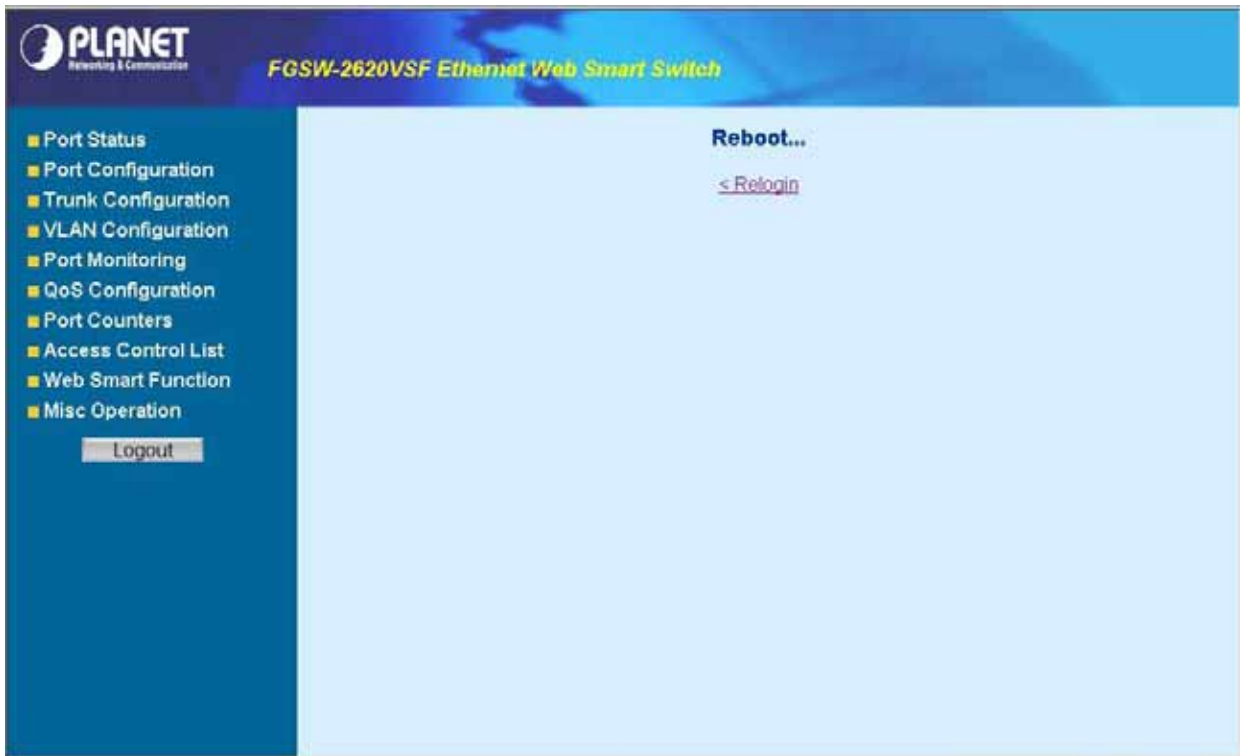 PLANET
Networking & Communication
FGSW-2620VSF Ethernet Web Smart Switch
Port Status
Port Configuration
Trunk Configuration
VLAN Configuration
Port Monitoring
QoS Configuration
Port Counters
Access Control List
Web Smart Function
Misc Operation
Logout
Reboot...
< Relogin